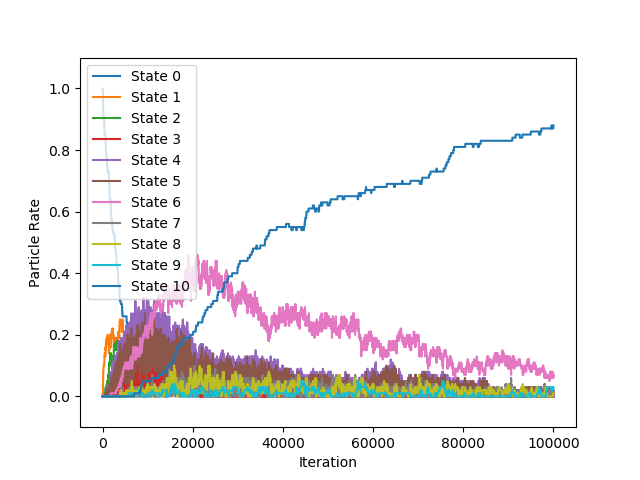 1.0
0.8
0.6
0.4
0.2
0.0
Particle Rate
State 0
State 1
State 2
State 3
State 4
State 5
State 6
State 7
State 8
State 9
State 10
0
20000
40000
60000
80000
100000
Iteration